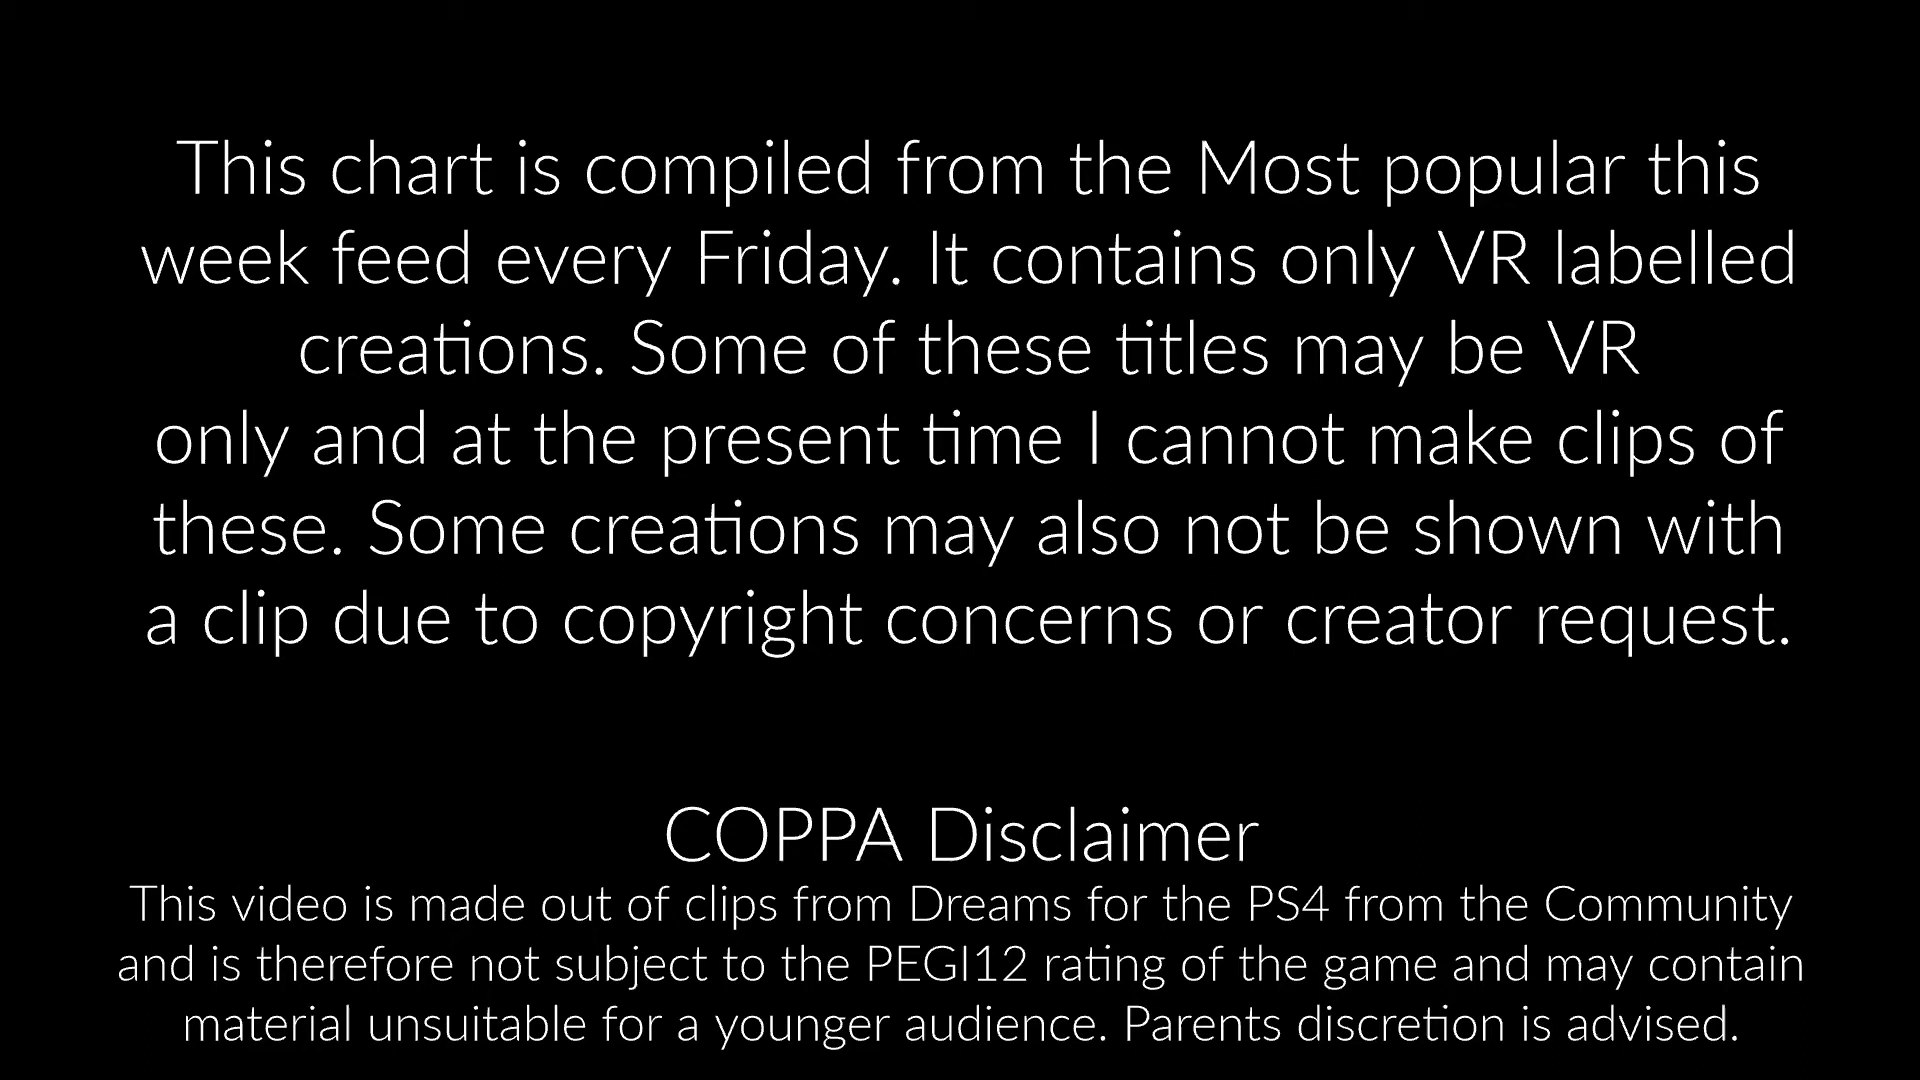 This chart is compiled from the Most popular this
week feed every Friday. It contains only VR labelled
creations. Some of these titles may be VR
only and at the present time I cannot make clips of
these. Some creations may also not be shown with
a clip due to copyright concerns or creator request.
COPPA Disclaimer
This video is made out of clips from Dreams for the PS4 from the Community
and is therefore not subject to the PEGI12 rating of the game and may contain
material unsuitable for a younger audience. Parents discretion is advised.